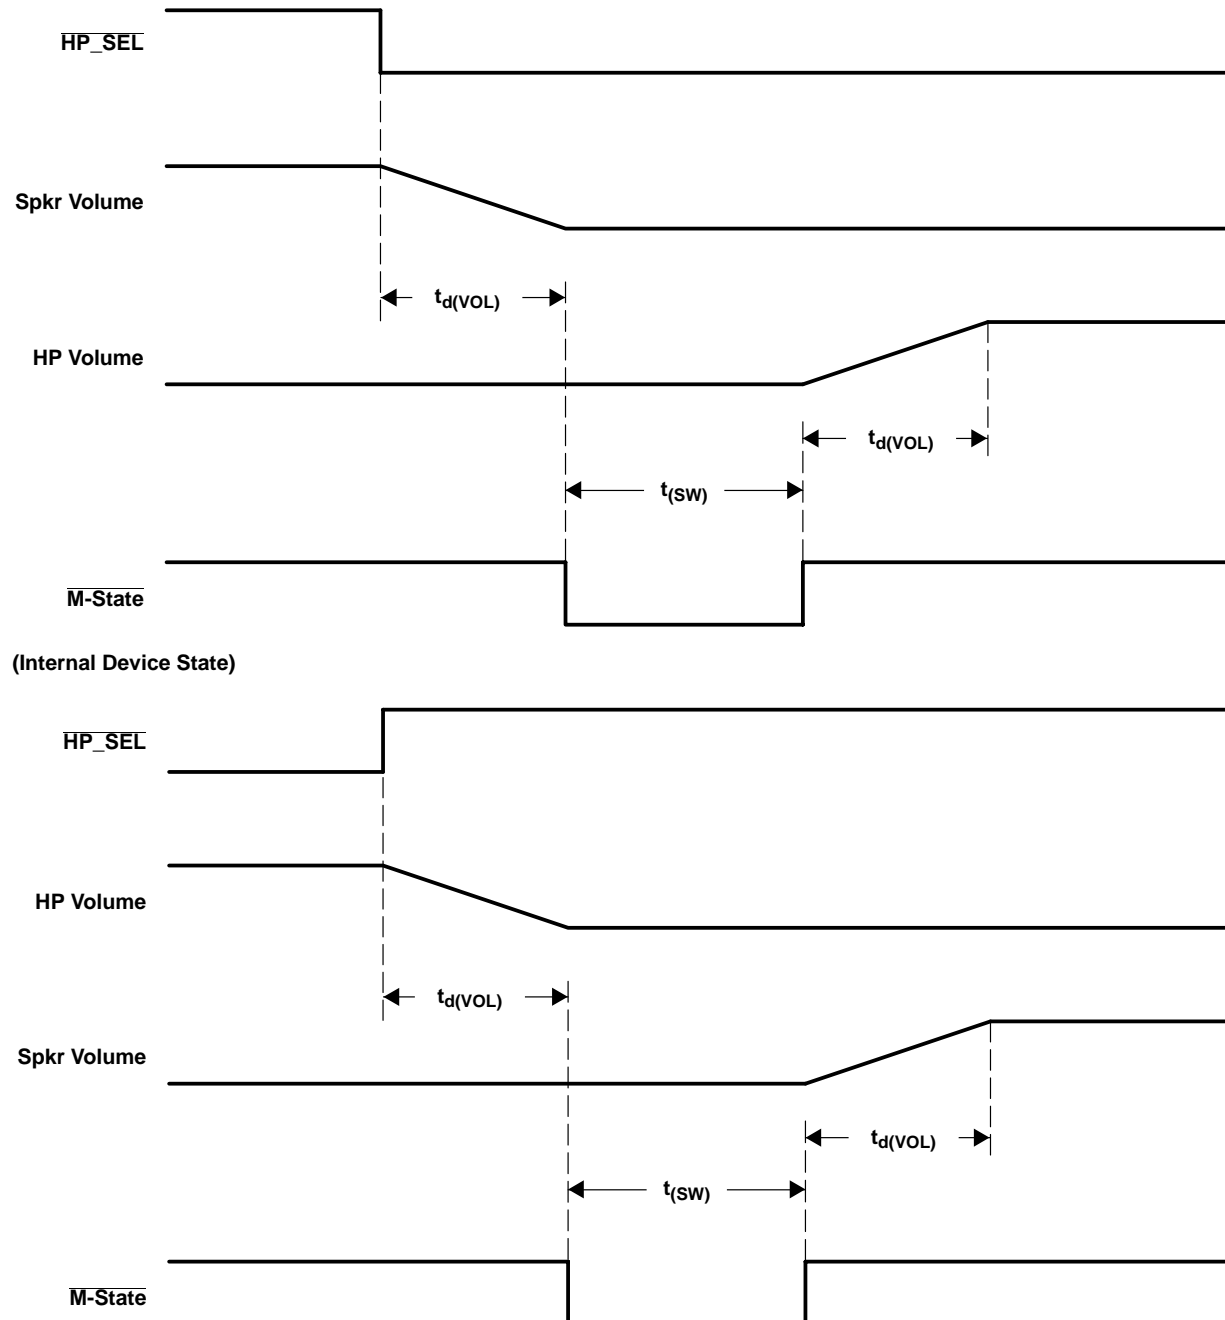 HP_SEL
Spkr Volume
td(VOL)
HP Volume
td(VOL)
t(SW)
M-State
(Internal Device State)
HP_SEL
HP Volume
td(VOL)
Spkr Volume
td(VOL)
t(SW)
M-State